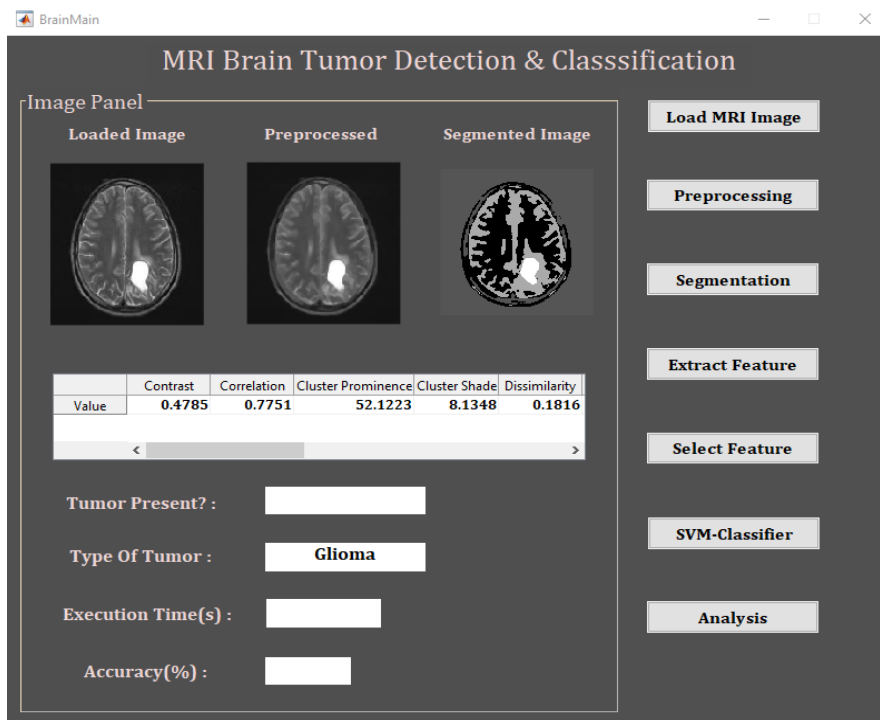 BrainMain
MRI Brain Tumor Detection & Classsification
Image Panel
Loaded Image Preprocessed Segmented Image
Contrast Correlation Cluster Prominence Cluster Shade Dissimilarity
Value 0.4785 0.7751 52.1223 8.1348 0.1816
Tumor Present? :
Type Of Tumor : Glioma
Execution Time(s) :
Accuracy(%) :
Load MRI Image
Preprocessing
Segmentation
Extract Feature
Select Feature
SVM-Classifier
Analysis